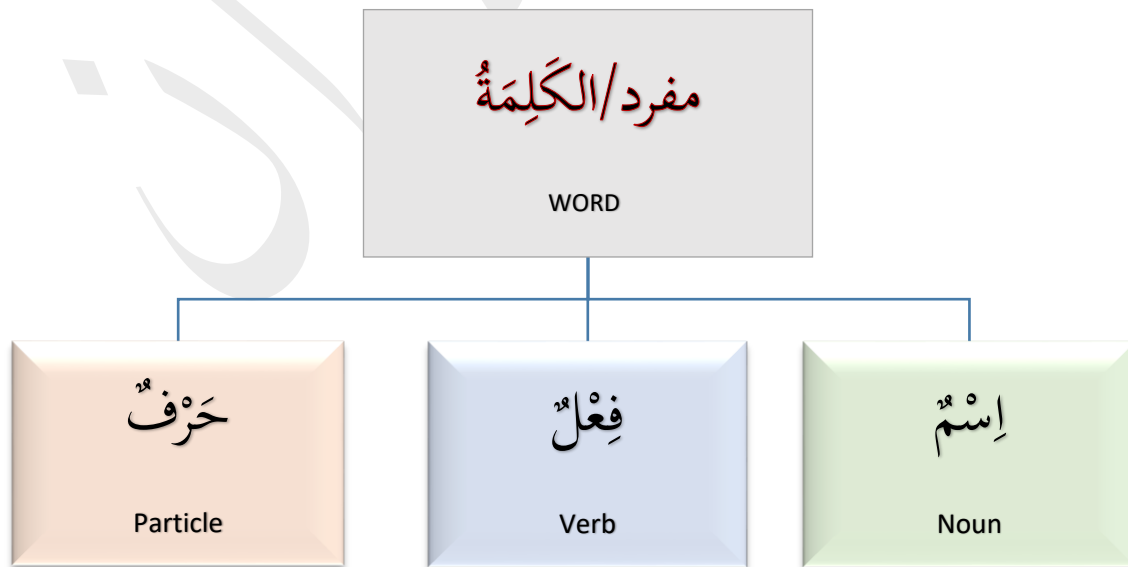 مفرد/الكَلِمَةُ
WORD
اِسْمٌ
Noun
فِعْلٌ
Verb
حَرْفٌ
Particle